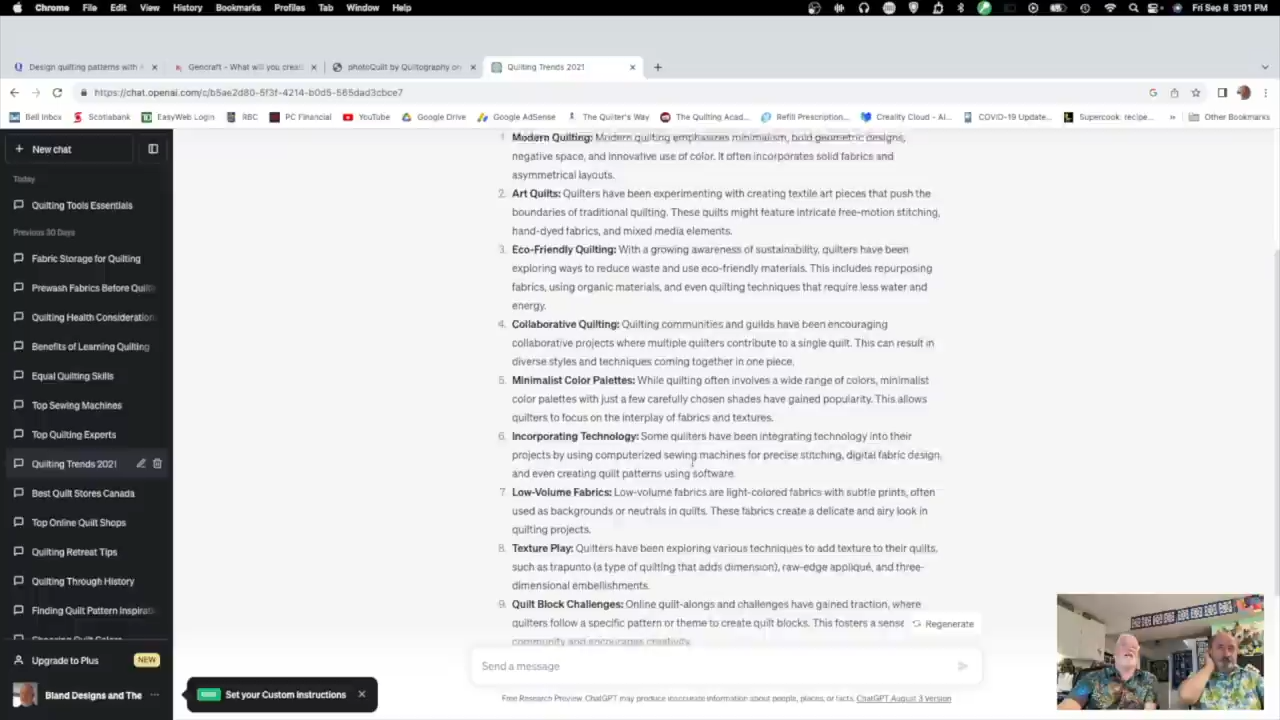 Chrome File Edit View History Bookmarks Profiles Tab Window Help Fri Sep 8 3:01 PM
Design quilting patterns with Gencraft - What will you creat photoQuilt by Quiltography on Quilting Trends 2021
https://chat.openai.com/c/b5ae2d80-5f3f-4214-b0d5-565dad3cbce7
Bell Inbox Scotiabank EasyWeb Login RBC PC Financial YouTube Google Drive Google AdSense The Quilter's Way The Quilting Acad... Refill Prescription... Creality Cloud - Al... COVID-19 Update... Supercook: recipe... » Other Bookmarks
New chat
Today
Quilting Tools Essentials
Previous 30 Days
Fabric Storage for Quilting
Prewash Fabrics Before Quilti
Quilting Health Consideration
Benefits of Learning Quilting
Equal Quilting Skills
Top Sewing Machines
Top Quilting Experts
Quilting Trends 2021
Best Quilt Stores Canada
Top Online Quilt Shops
Quilting Retreat Tips
Quilting Through History
Finding Quilt Pattern Inspirati
Choosing Quilt Colors
Upgrade to Plus NEW
Bland Designs and The ...
1. Modern Quilting: Modern quilting emphasizes minimalism, bold geometric designs,
negative space, and innovative use of color. It often incorporates solid fabrics and
asymmetrical layouts.
2. Art Quilts: Quilters have been experimenting with creating textile art pieces that push the
boundaries of traditional quilting. These quilts might feature intricate free-motion stitching,
hand-dyed fabrics, and mixed media elements.
3. Eco-Friendly Quilting: With a growing awareness of sustainability, quilters have been
exploring ways to reduce waste and use eco-friendly materials. This includes repurposing
fabrics, using organic materials, and even quilting techniques that require less water and
energy.
4. Collaborative Quilting: Quilting communities and guilds have been encouraging
collaborative projects where multiple quilters contribute to a single quilt. This can result in
diverse styles and techniques coming together in one piece.
5. Minimalist Color Palettes: While quilting often involves a wide range of colors, minimalist
color palettes with just a few carefully chosen shades have gained popularity. This allows
quilters to focus on the interplay of fabrics and textures.
6. Incorporating Technology: Some quilters have been integrating technology into their
projects by using computerized sewing machines for precise stitching, digital fabric design,
and even creating quilt patterns using software.
7. Low-Volume Fabrics: Low-volume fabrics are light-colored fabrics with subtle prints, often
used as backgrounds or neutrals in quilts. These fabrics create a delicate and airy look in
quilting projects.
8. Texture Play: Quilters have been exploring various techniques to add texture to their quilts,
such as trapunto (a type of quilting that adds dimension), raw-edge appliqué, and three-
dimensional embellishments.
9. Quilt Block Challenges: Online quilt-alongs and challenges have gained traction, where
quilters follow a specific pattern or theme to create quilt blocks. This fosters a sense
community and encourages creativity.
Regenerate
Send a message
Set your Custom Instructions
Free Research Preview. ChatGPT may produce inaccurate information about people, places, or facts. ChatGPT August 3 Version